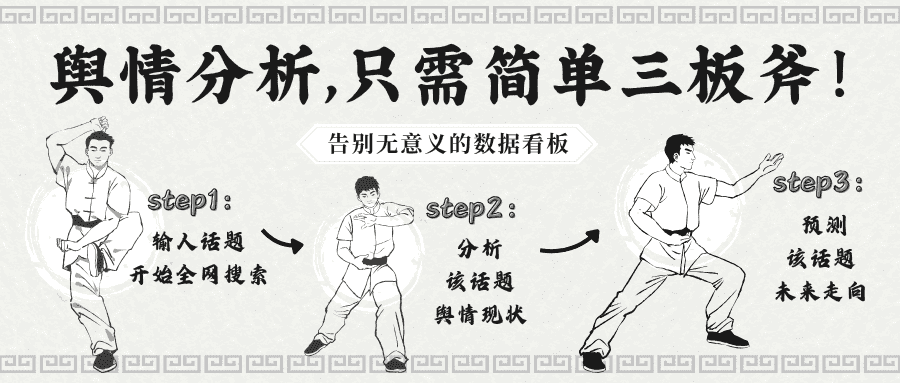 舆情分析,只需简单三板斧!
告别无意义的数据看板
step1:
输入话题
开始全网搜索
step2:
分析
该话题
舆情现状
step3:
预测
该话题
未来走向